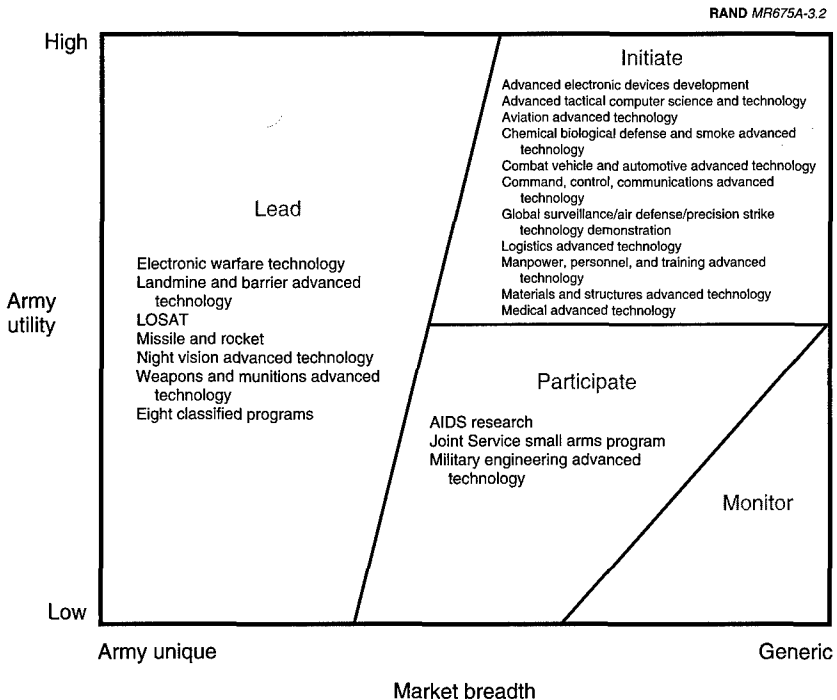 RAND MR675A-3.2
High
Initiate
Advanced electronic devices development
Advanced tactical computer science and technology
Aviation advanced technology
Chemical biological defense and smoke advanced
technology
Combat vehicle and automotive advanced technology
Command, control, communications advanced
technology
Global surveillance/air defense/precision strike
technology demonstration
Logistics advanced technology
Manpower, personnel, and training advanced
technology
Materials and structures advanced technology
Medical advanced technology
Lead
Electronic warfare technology
Landmine and barrier advanced
technology
LOSAT
Missile and rocket
Night vision advanced technology
Weapons and munitions advanced
technology
Eight classified programs
Army
utility
Participate
AIDS research
Joint Service small arms program
Military engineering advanced
technology
Monitor
Low
Army unique
Generic
Market breadth